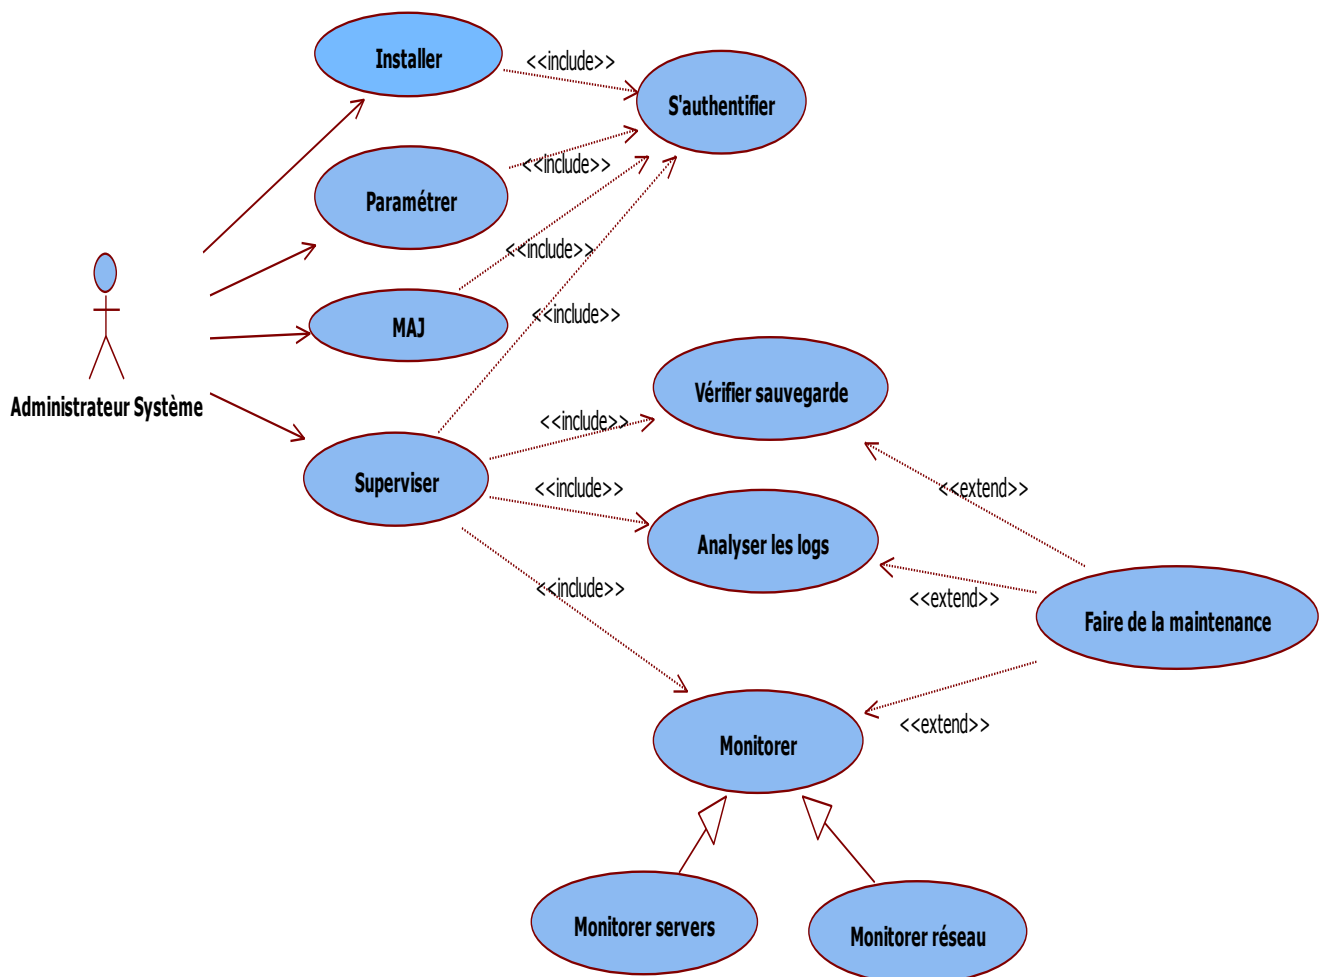 Installer
<<include>>
S'authentifier
<<include>>
Paramétrer
<<include>>
MAJ
<<include>>
Administrateur Système
Vérifier sauvegarde
<<include>>
Superviser
<<include>>
<<extend>>
Analyser les logs
<<include>>
<<extend>>
Faire de la maintenance
<<extend>>
Monitorer
Monitorer servers
Monitorer réseau